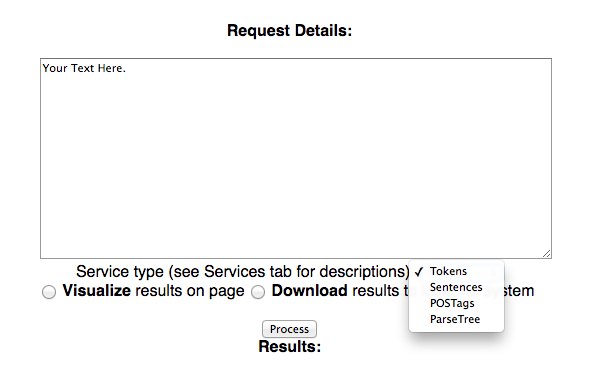 Request Details:
Your Text Here.
Service type (see Services tab for descriptions) ✓ Tokens
Sentences
POSTags
ParseTree
Visualize results on page Download results t stem
Process
Results: